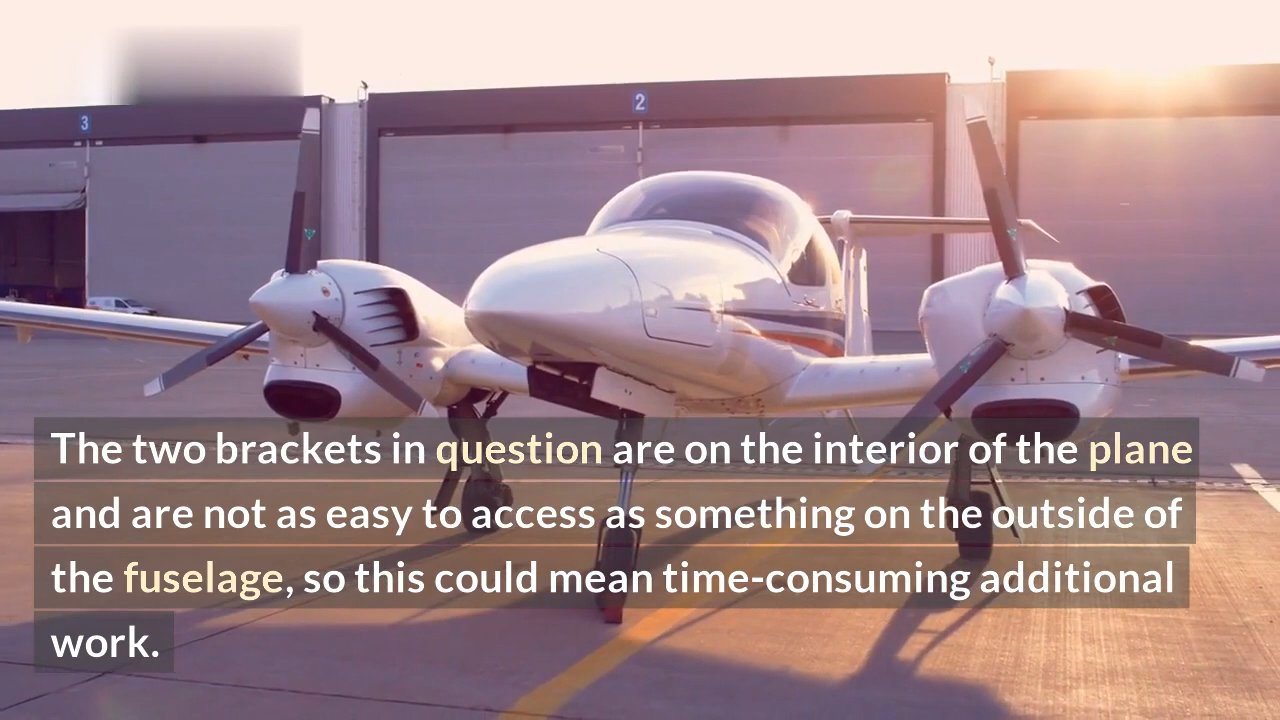 3
2
The two brackets in question are on the interior of the plane
and are not as easy to access as something on the outside of
the fuselage, so this could mean time-consuming additional
work.